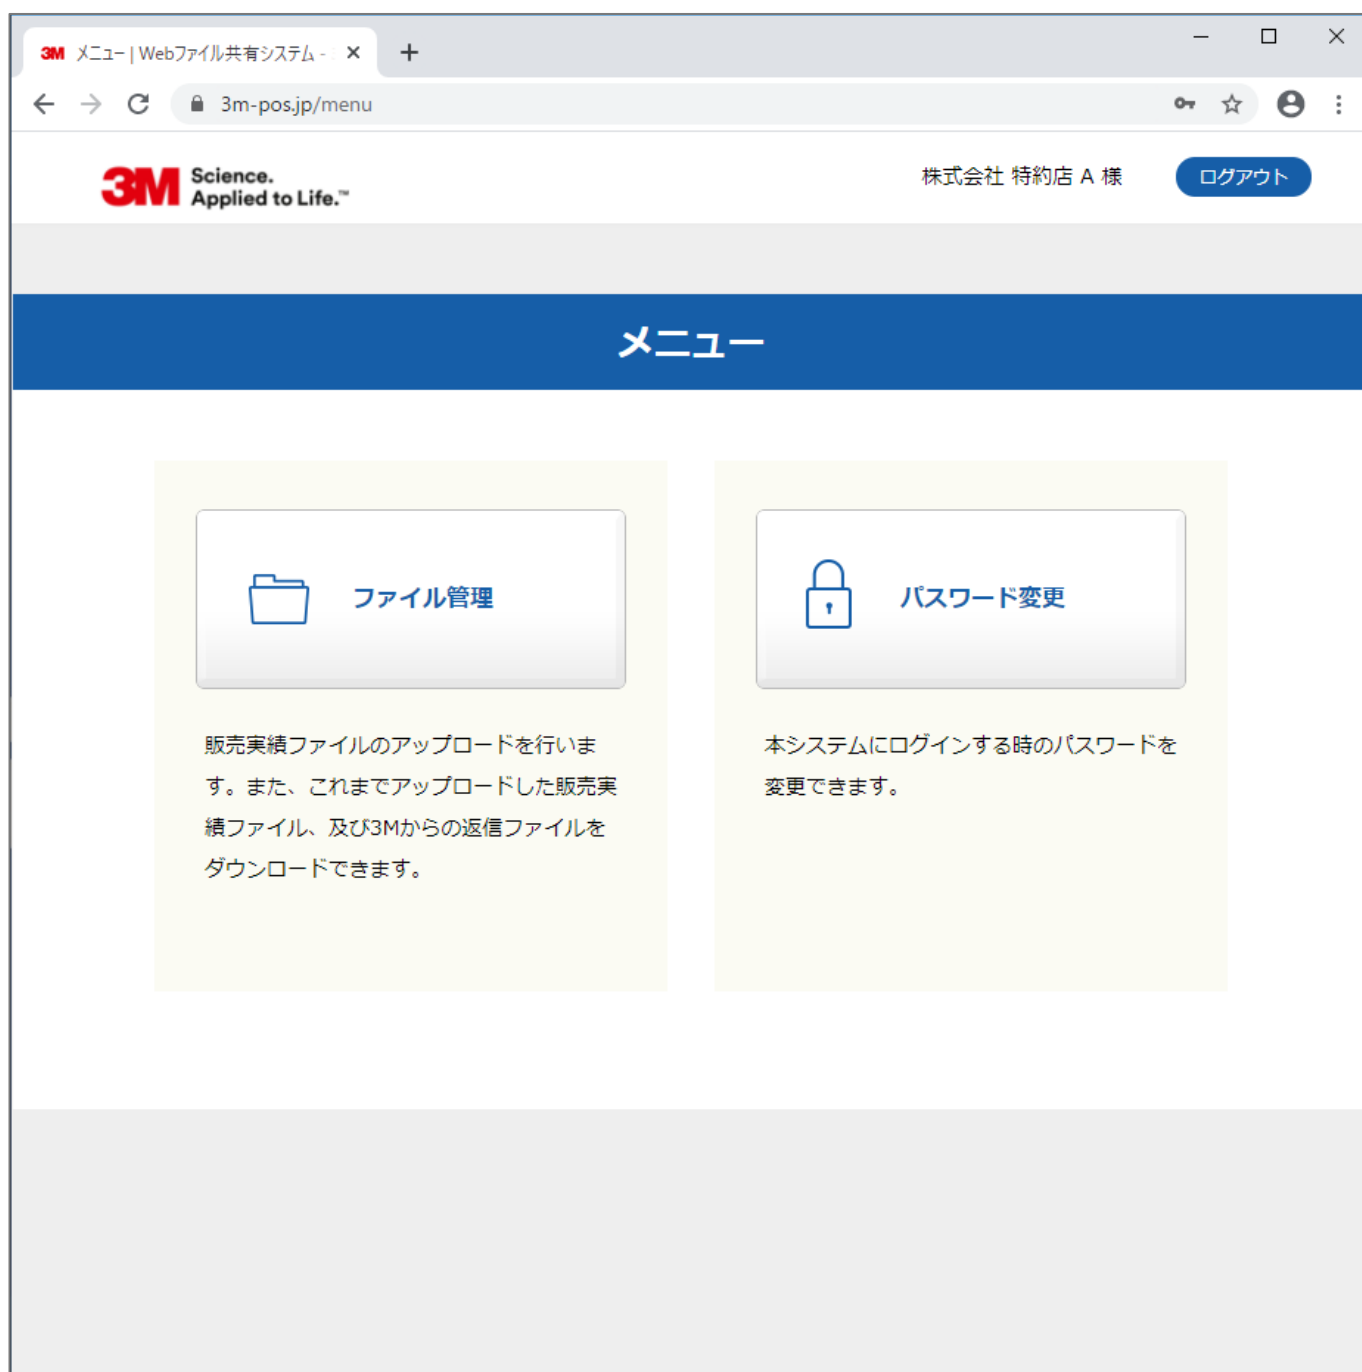 3M メニュー | Webファイル共有システム -
3m-pos.jp/menu
3M Science.
Applied to Life.™
株式会社 特約店 A 様
ログアウト
メニュー
ファイル管理
販売実績ファイルのアップロードを行いま
す。また、これまでアップロードした販売実
績ファイル、及び3Mからの返信ファイルを
ダウンロードできます。
パスワード変更
本システムにログインする時のパスワードを
変更できます。